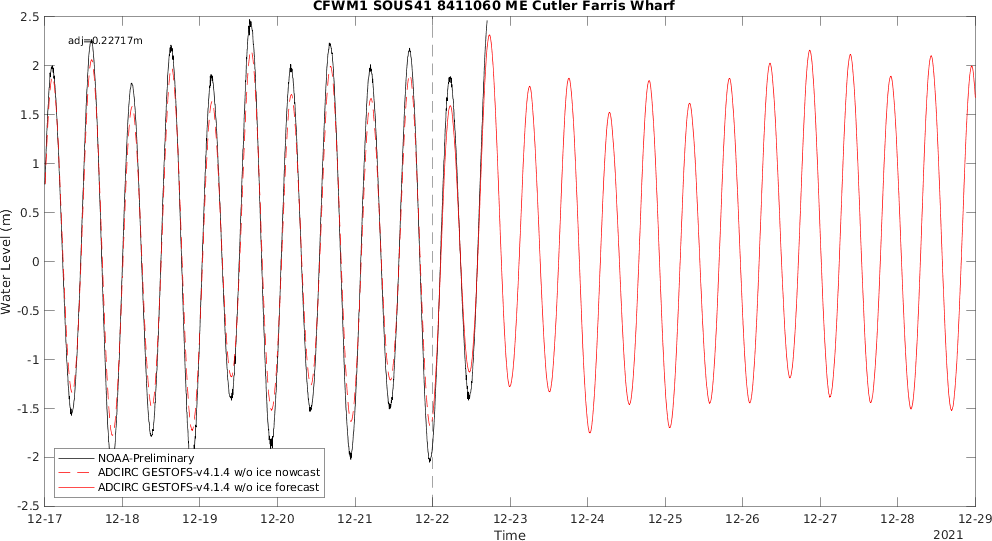 CFWM1 SOUS41 8411060 ME Cutler Farris Wharf
adj=0.22717m
2.5
2
1.5
1
0.5
0
-0.5
-1
-1.5
-2
-2.5
Water Level (m)
NOAA-Preliminary
ADCIRC GESTOFS-v4.1.4 w/o ice nowcast
ADCIRC GESTOFS-v4.1.4 w/o ice forecast
12-17 12-18 12-19 12-20 12-21 12-22 12-23 12-24 12-25 12-26 12-27 12-28 12-29
Time
2021